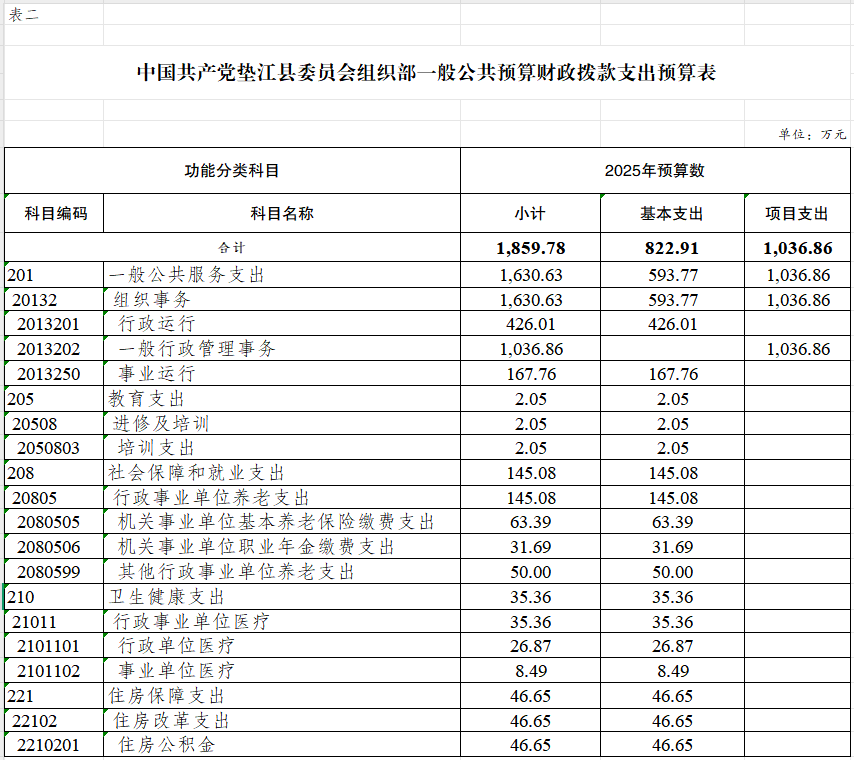 表二
中国共产党垫江县委员会组织部一般公共预算财政拨款支出预算表
单位：万元
功能分类科目 2025年预算数
科目编码 科目名称 小计 基本支出 项目支出
合计 1,859.78 822.91 1,036.86
201 一般公共服务支出 1,630.63 593.77 1,036.86
20132 组织事务 1,630.63 593.77 1,036.86
2013201 行政运行 426.01 426.01
2013202 一般行政管理事务 1,036.86 1,036.86
2013250 事业运行 167.76 167.76
205 教育支出 2.05 2.05
20508 进修及培训 2.05 2.05
2050803 培训支出 2.05 2.05
208 社会保障和就业支出 145.08 145.08
20805 行政事业单位养老支出 145.08 145.08
2080505 机关事业单位基本养老保险缴费支出 63.39 63.39
2080506 机关事业单位职业年金缴费支出 31.69 31.69
2080599 其他行政事业单位养老支出 50.00 50.00
210 卫生健康支出 35.36 35.36
21011 行政事业单位医疗 35.36 35.36
2101101 行政单位医疗 26.87 26.87
2101102 事业单位医疗 8.49 8.49
221 住房保障支出 46.65 46.65
22102 住房改革支出 46.65 46.65
2210201 住房公积金 46.65 46.65